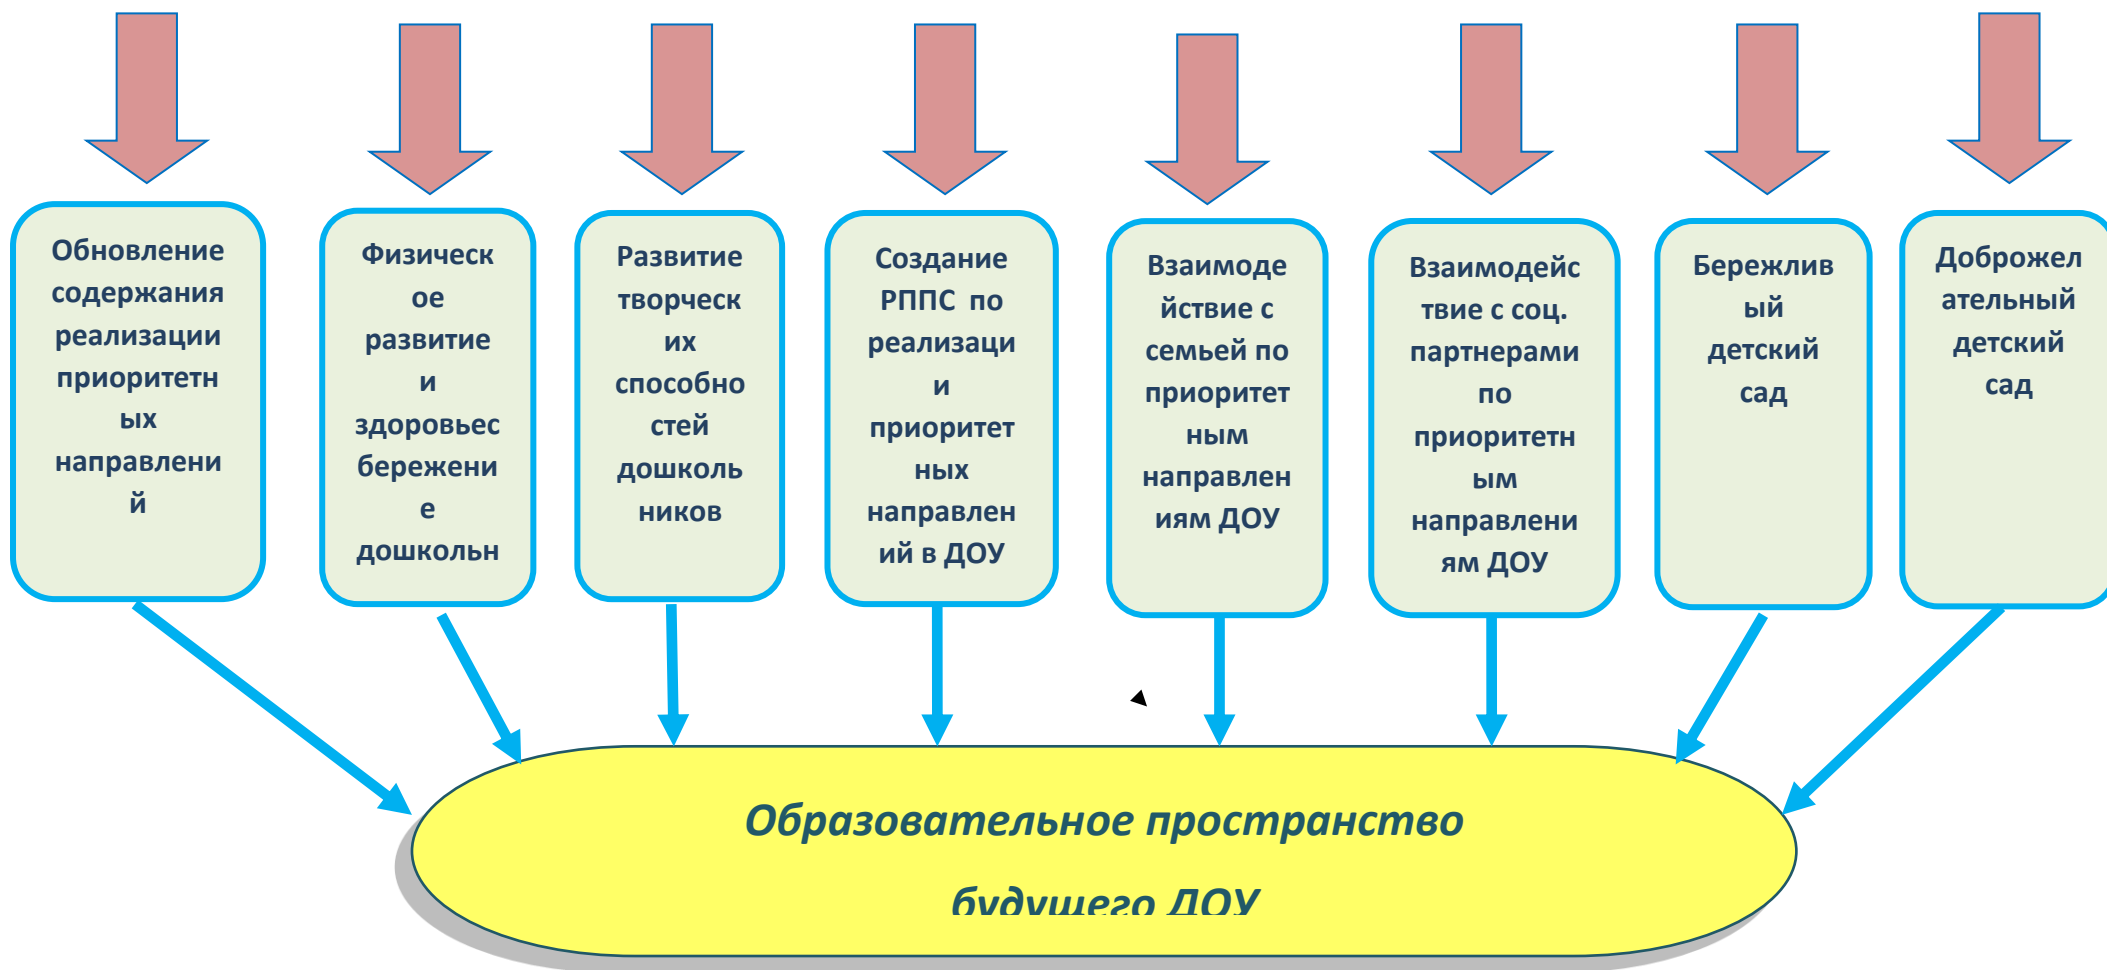 Обновление
содержания
реализации
приоритетн
ых
направлени
й
Физическ
ое
развитие
и
здоровьес
бережени
е
дошкольн
Развитие
творческ
их
способно
стей
дошколь
ников
Создание
РППС по
реализаци
и
приоритет
ных
направлен
ий в ДОУ
Взаимоде
йствие с
семьей по
приоритет
ным
направлен
иям ДОУ
Взаимодейс
твие с соц.
партнерами
по
приоритетн
ым
направлени
ям ДОУ
Бережлив
ый
детский
сад
Доброжел
ательный
детский
сад
Образовательное пространство
будущего ДОУ